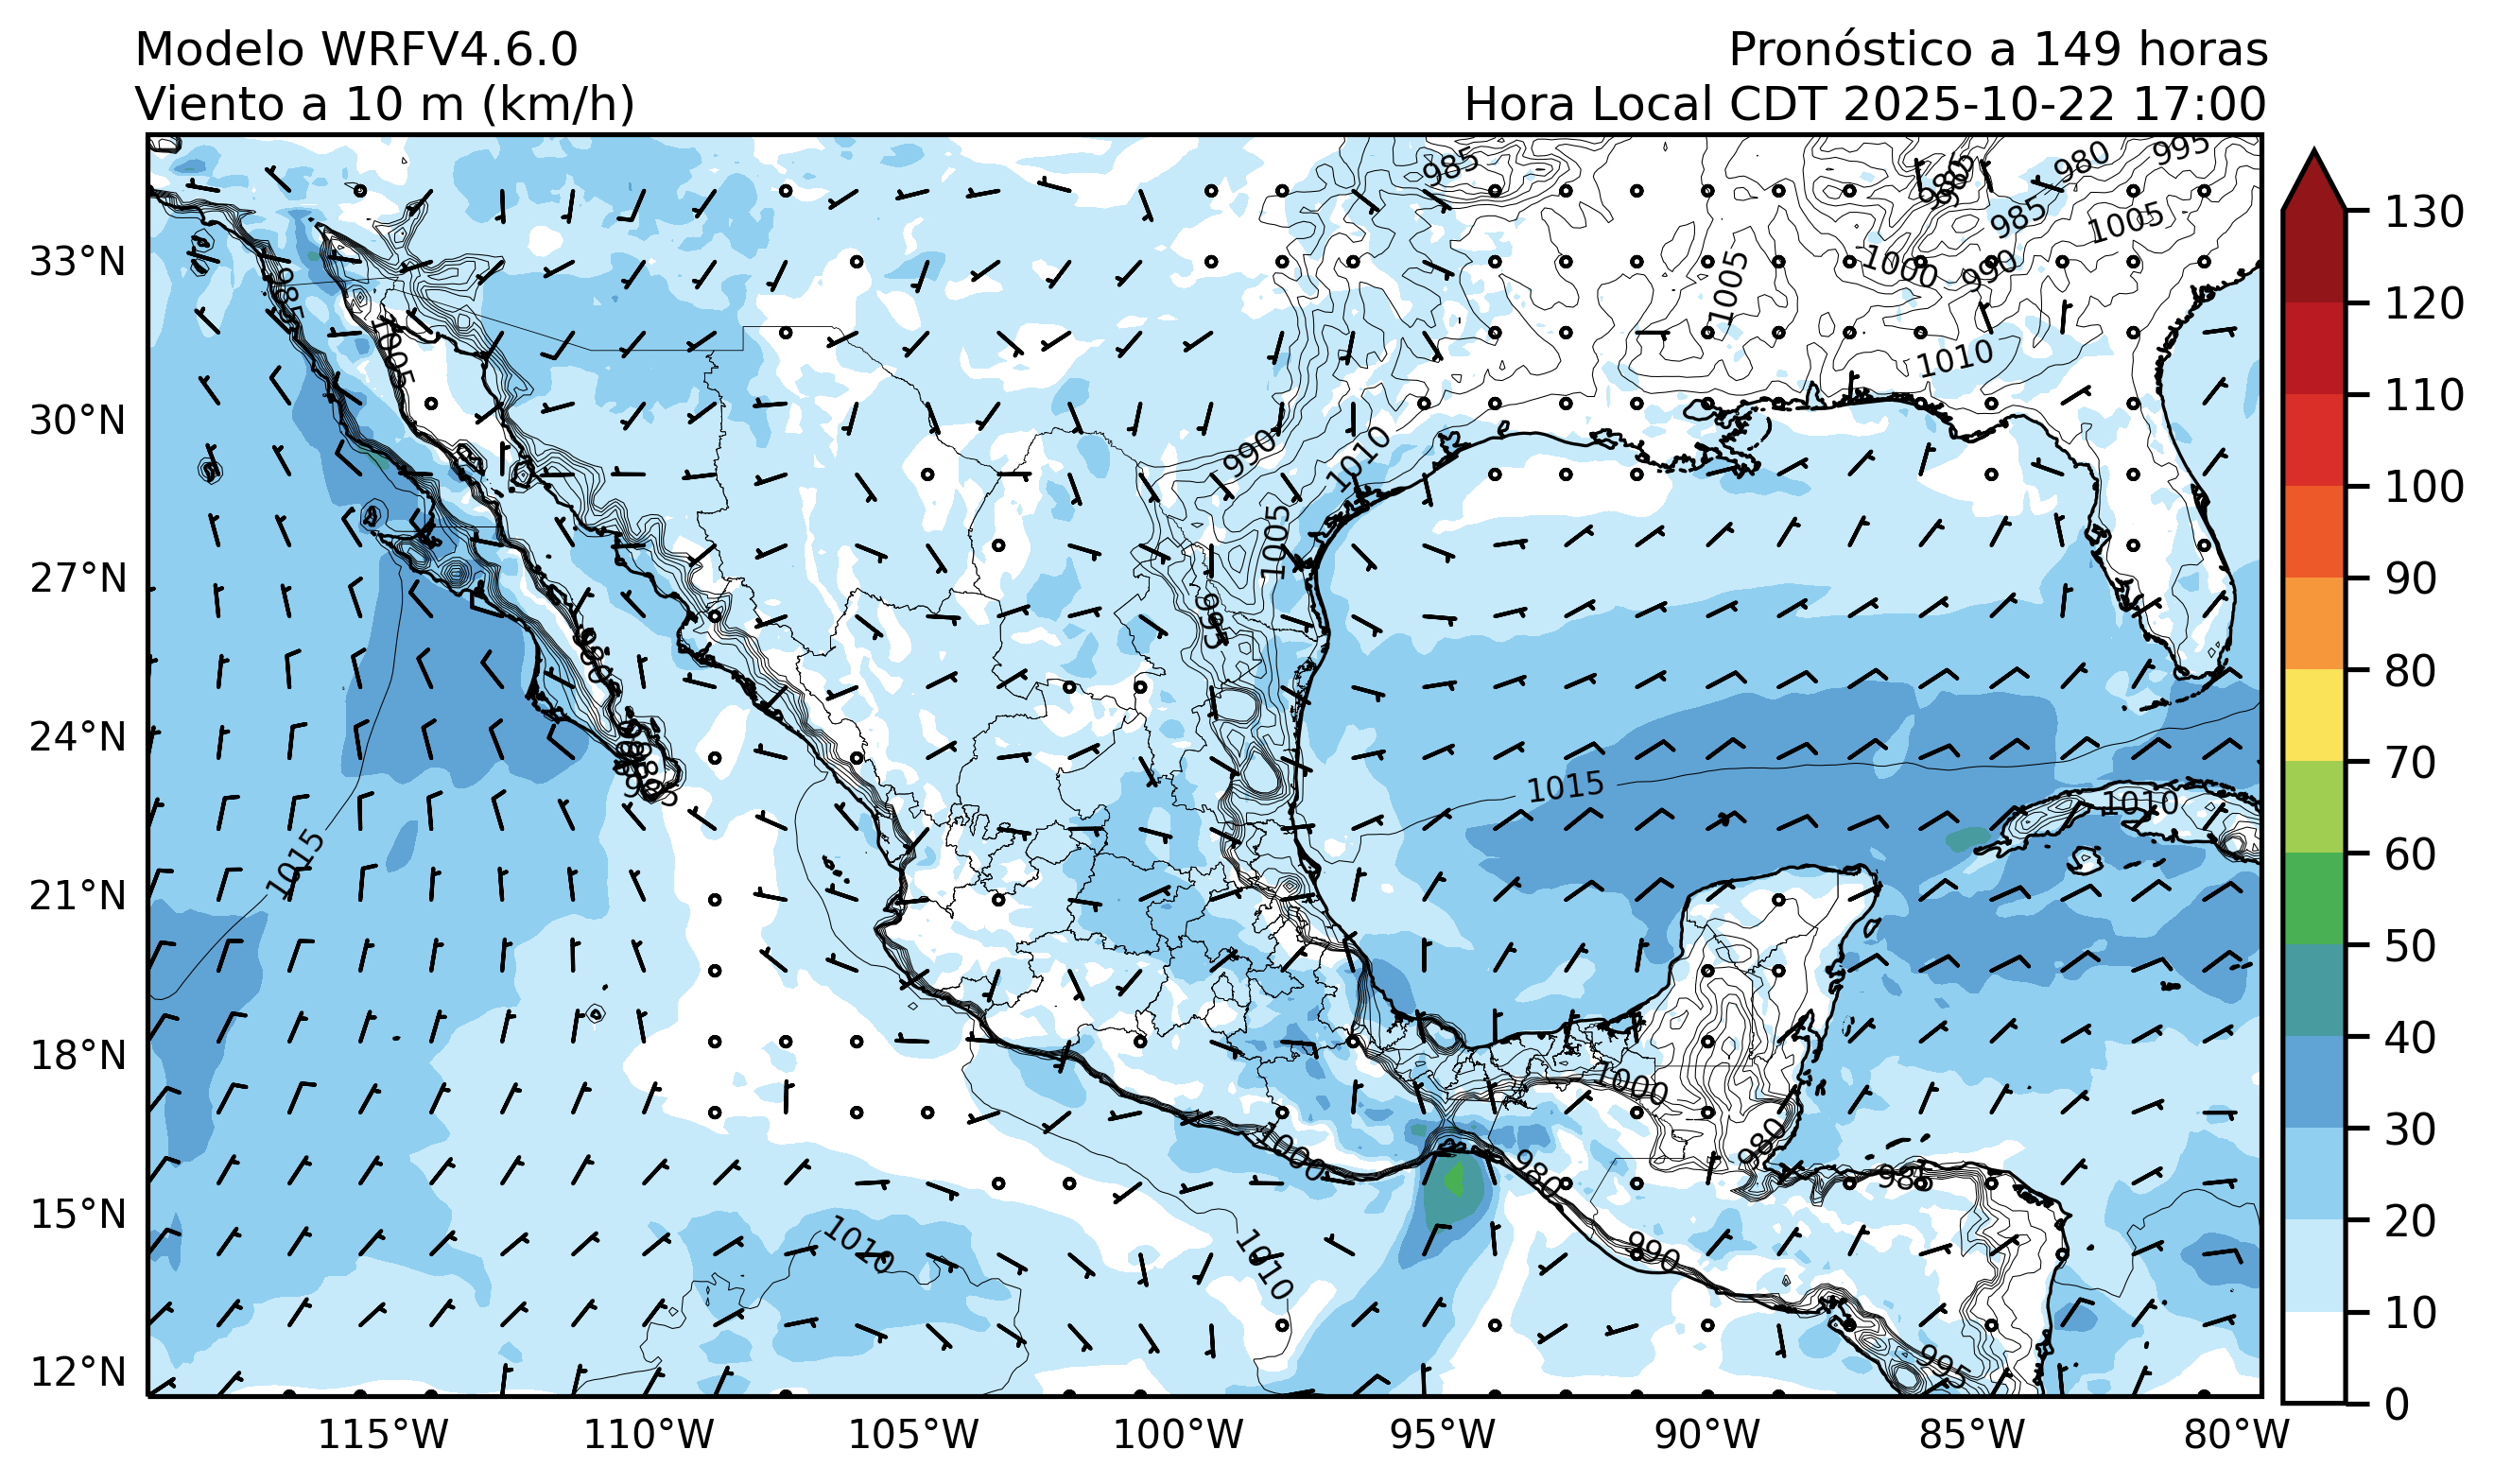 Modelo WRFV4.6.0
Pronóstico a 149 horas
Viento a 10 m (km/h)
Hora Local CDT 2025-10-22 17:00
33°N
30°N
27°N
24°N
21°N
18°N
15°N
12°N
115°W
110°W
105°W
100°W
95°W
90°W
85°W
80°W
130
120
110
100
90
80
70
60
50
40
30
20
10
0
985
980
995
985
1005
1000
990
1005
1010
985
1005
990
1010
1005
995
985
1015
1010
1015
1000
980
1000
980
985
990
1010
1010
995